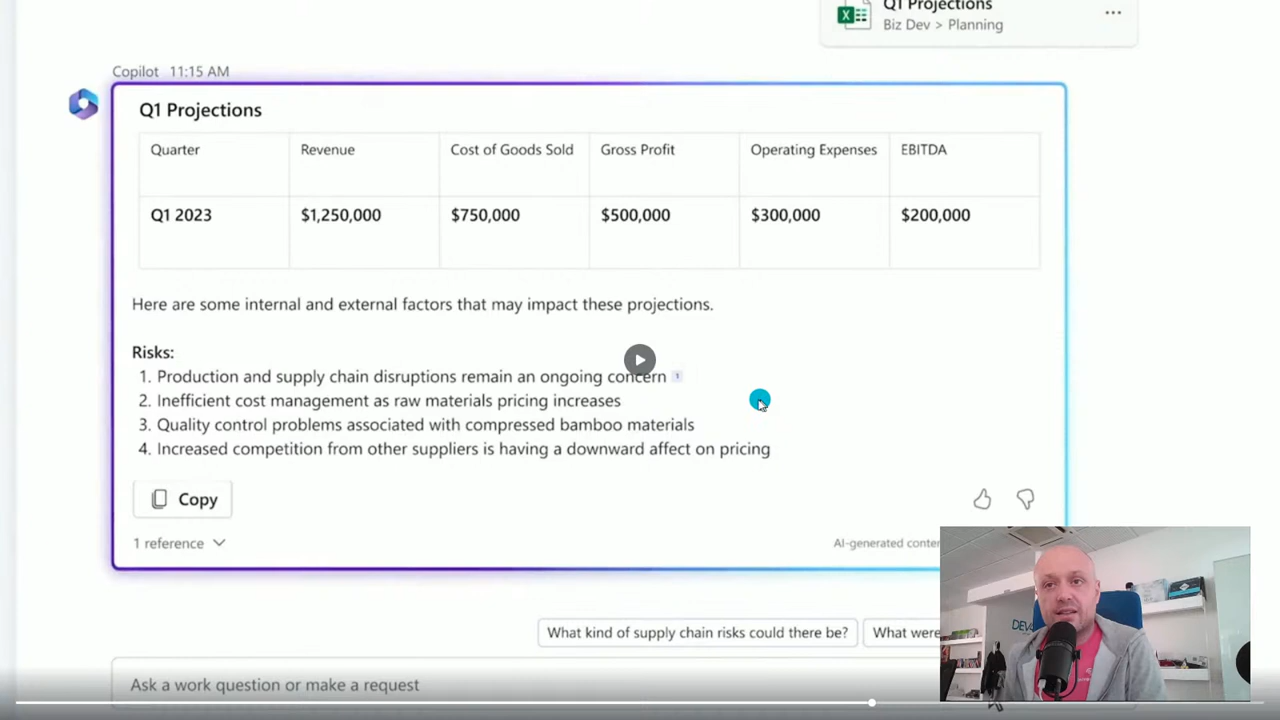 Q1 Projections
Biz Dev > Planning
Copilot 11:15 AM
Q1 Projections
Quarter Revenue Cost of Goods Sold Gross Profit Operating Expenses EBITDA
Q1 2023 $1,250,000 $750,000 $500,000 $300,000 $200,000
Here are some internal and external factors that may impact these projections.
Risks:
1. Production and supply chain disruptions remain an ongoing concern 1
2. Inefficient cost management as raw materials pricing increases
3. Quality control problems associated with compressed bamboo materials
4. Increased competition from other suppliers is having a downward affect on pricing
Copy
1 reference
AI-generated
What kind of supply chain risks could there be? What were
Ask a work question or make a request